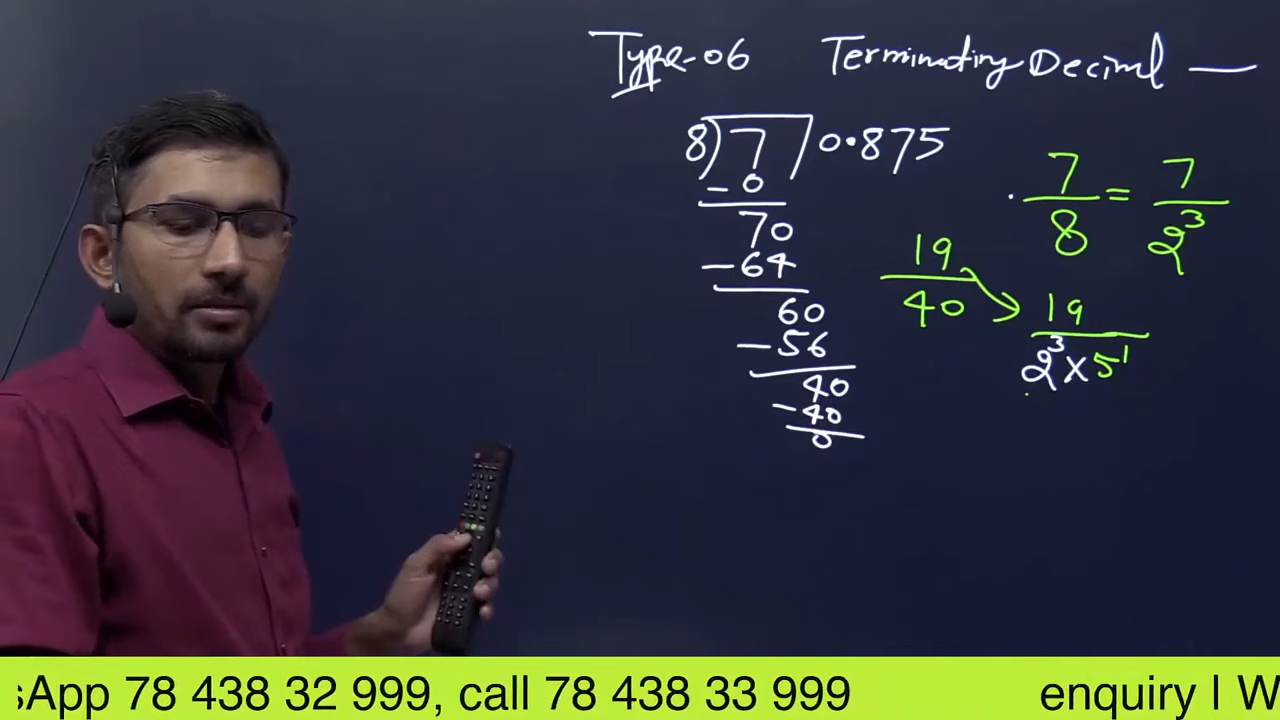 Type-06 Terminating Decimal —
8) 7 ) 0.875
- 0
70
- 64
60
- 56
40
- 40
0
7/8 = 7/2³
19/40 → 19/2³×5¹
sApp 78 438 32 999, call 78 438 33 999 enquiry I W